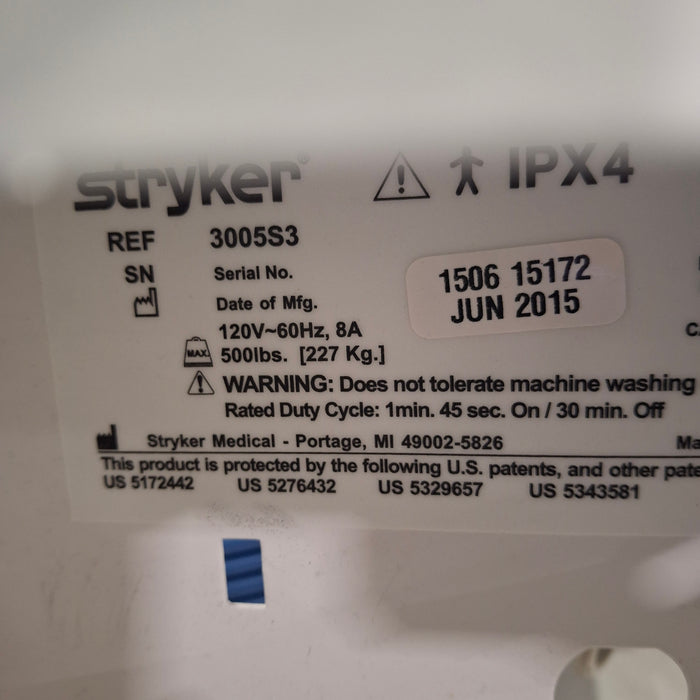 stryker® IPX4
REF 3005S3
SN Serial No. 1506 15172
Date of Mfg. JUN 2015
120V~60Hz, 8A
MAX 500lbs. [227 Kg.]
WARNING: Does not tolerate machine washing
Rated Duty Cycle: 1min. 45 sec. On / 30 min. Off
Stryker Medical - Portage, MI 49002-5826 Ma
This product is protected by the following U.S. patents, and other pate
US 5172442 US 5276432 US 5329657 US 5343581